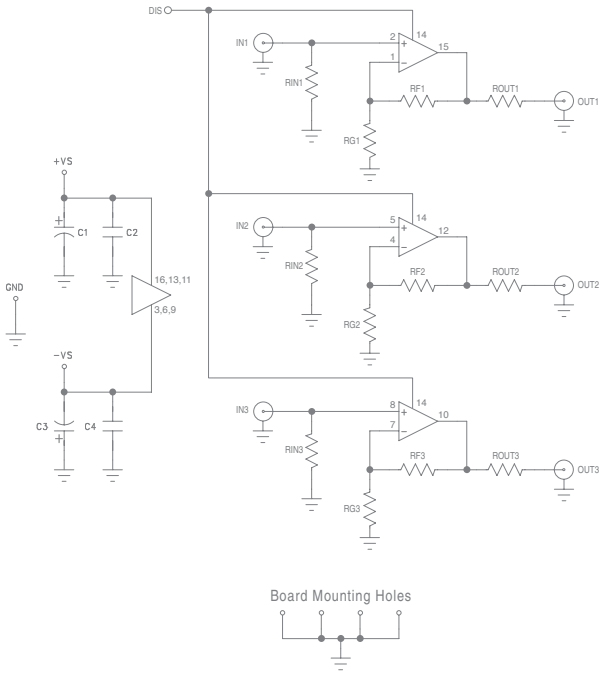 DIS
14
IN1
2
+
1
−
15
RIN1
RF1
ROUT1
OUT1
RG1
+VS
+
C1
C2
14
IN2
5
+
4
−
12
RIN2
RF2
ROUT2
OUT2
RG2
16,13,11
3,6,9
GND
−VS
C3
+
C4
14
IN3
8
+
7
−
10
RIN3
RF3
ROUT3
OUT3
RG3
Board Mounting Holes